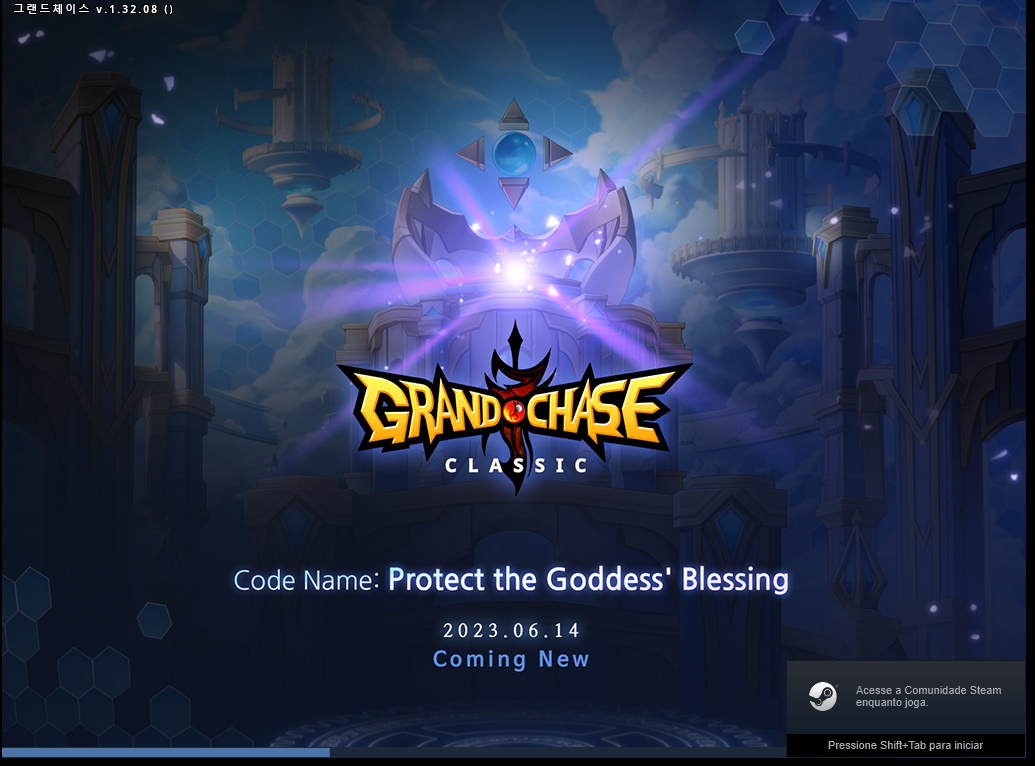 그랜드체이스 v.1.32.08 ()
GRAND CHASE
CLASSIC
Code Name: Protect the Goddess' Blessing
2023.06.14
Coming New
Acesse a Comunidade Steam
enquanto joga.
Pressione Shift+Tab para iniciar